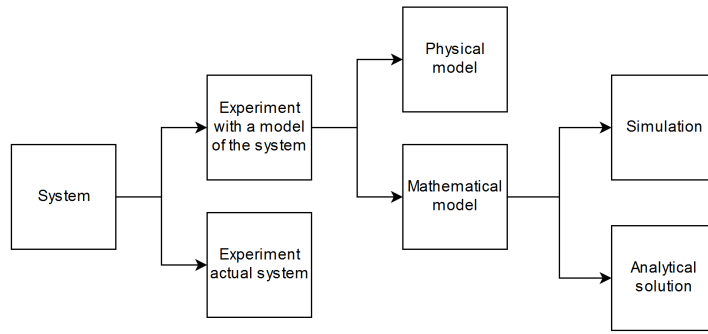 Physical
model
Experiment
with a model
of the system
Simulation
System
Mathematical
model
Experiment
actual system
Analytical
solution